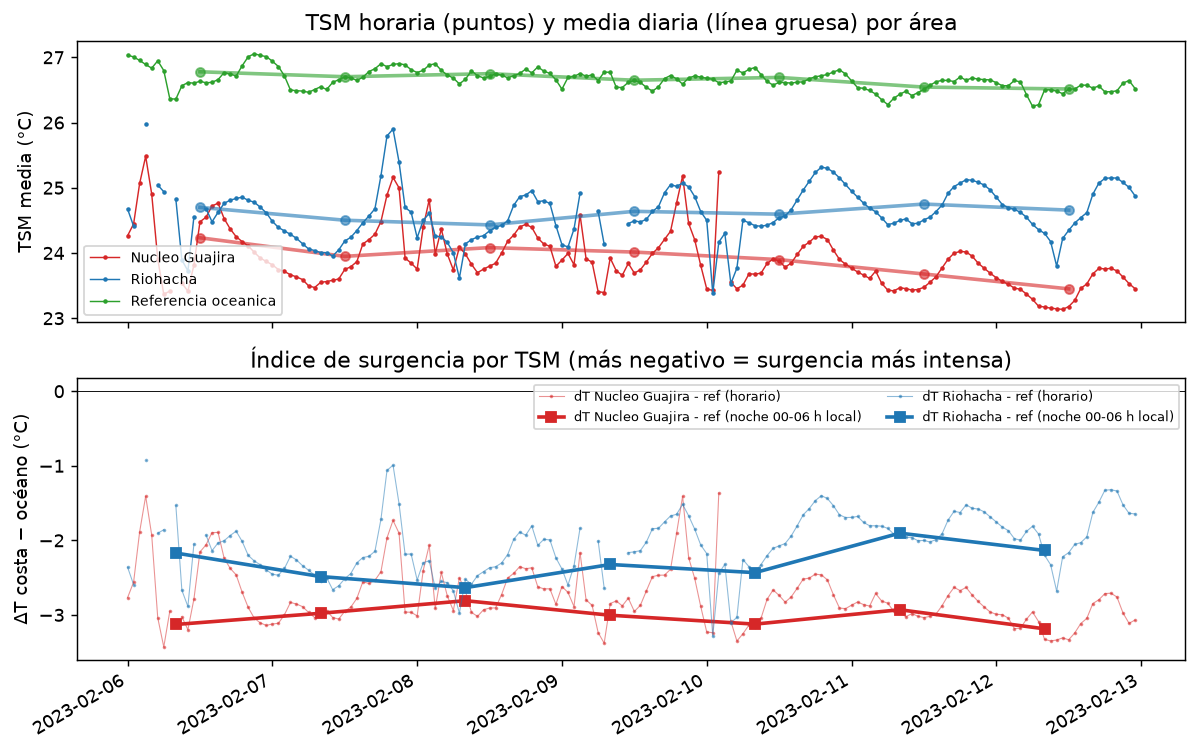 TSM horaria (puntos) y media diaria (línea gruesa) por área
TSM media (°C)
27
26
25
24
23
Nucleo Guajira
Riohacha
Referencia oceanica
Índice de surgencia por TSM (más negativo = surgencia más intensa)
ΔT costa − océano (°C)
0
−1
−2
−3
dT Nucleo Guajira - ref (horario)
dT Nucleo Guajira - ref (noche 00-06 h local)
dT Riohacha - ref (horario)
dT Riohacha - ref (noche 00-06 h local)
2023-02-06
2023-02-07
2023-02-08
2023-02-09
2023-02-10
2023-02-11
2023-02-12
2023-02-13